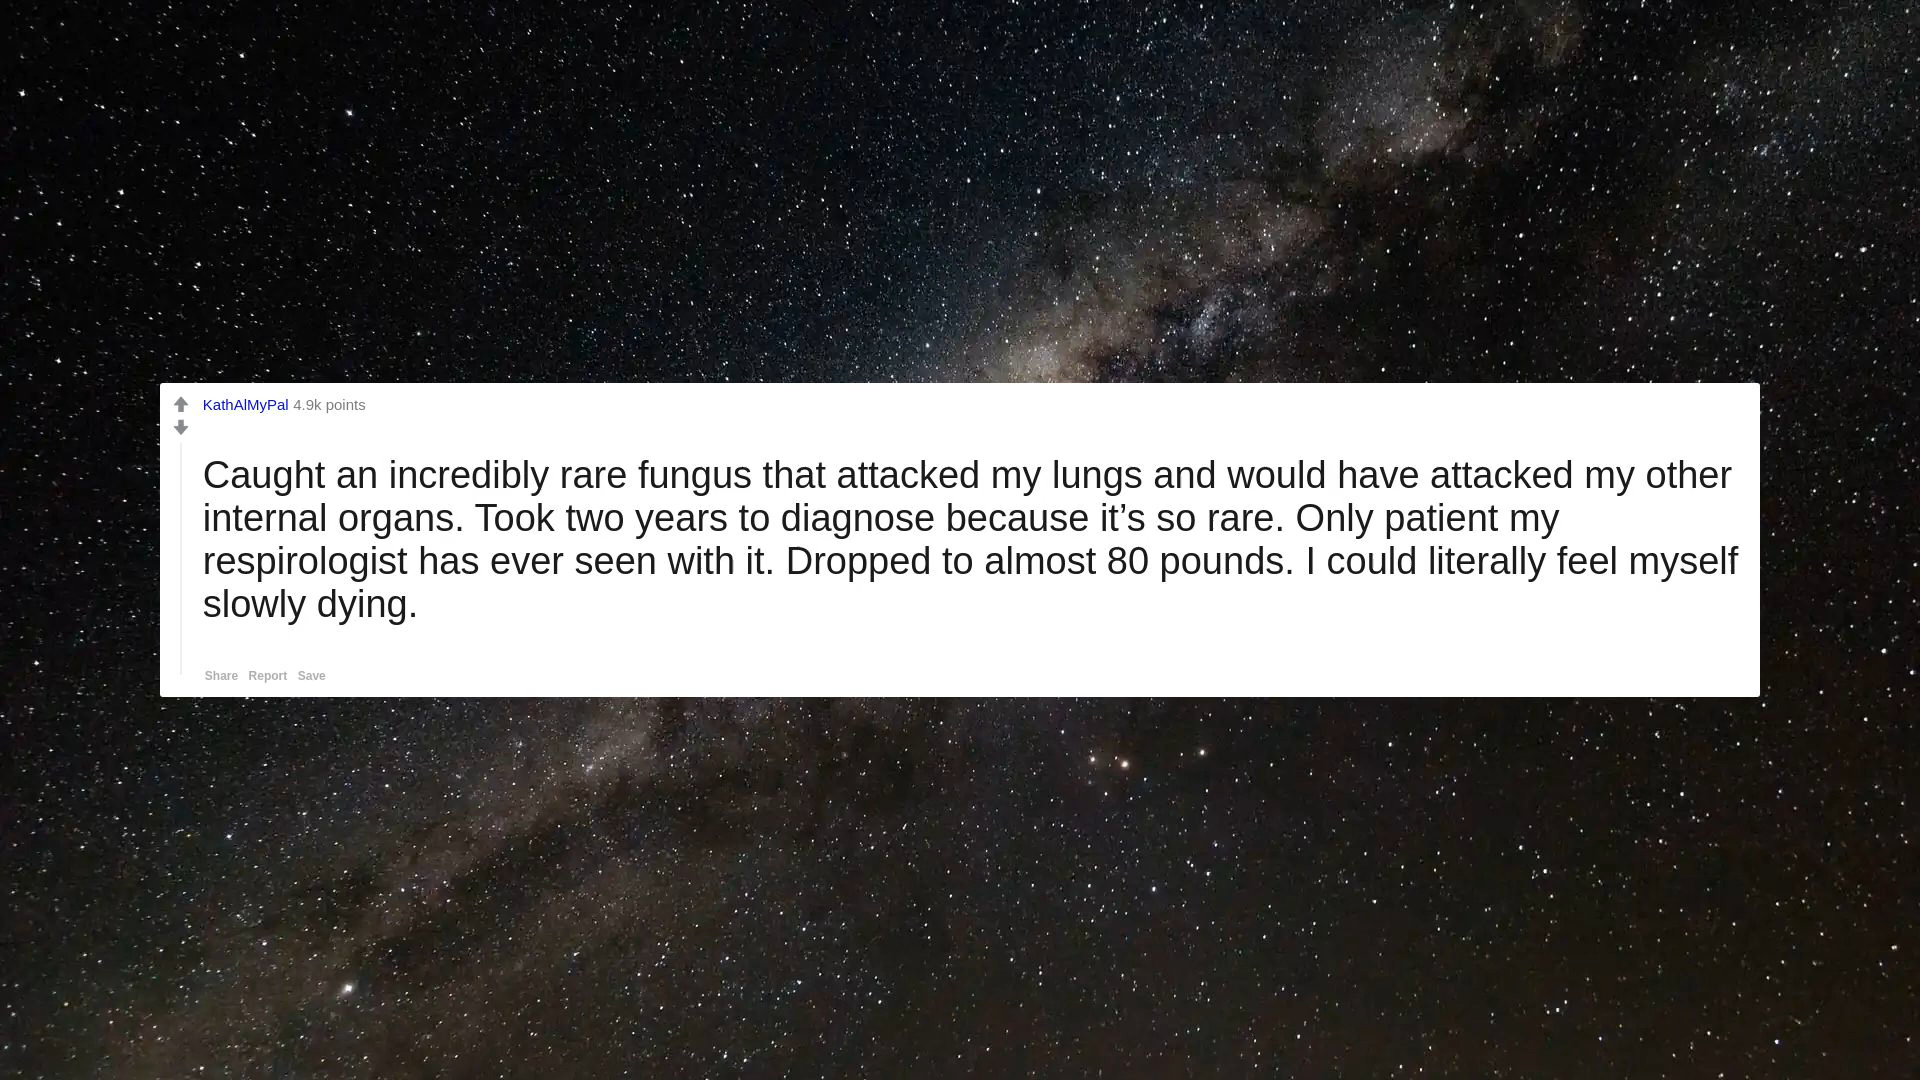 KathAlMyPal 4.9k points
Caught an incredibly rare fungus that attacked my lungs and would have attacked my other
internal organs. Took two years to diagnose because it’s so rare. Only patient my
respirologist has ever seen with it. Dropped to almost 80 pounds. I could literally feel myself
slowly dying.
Share Report Save